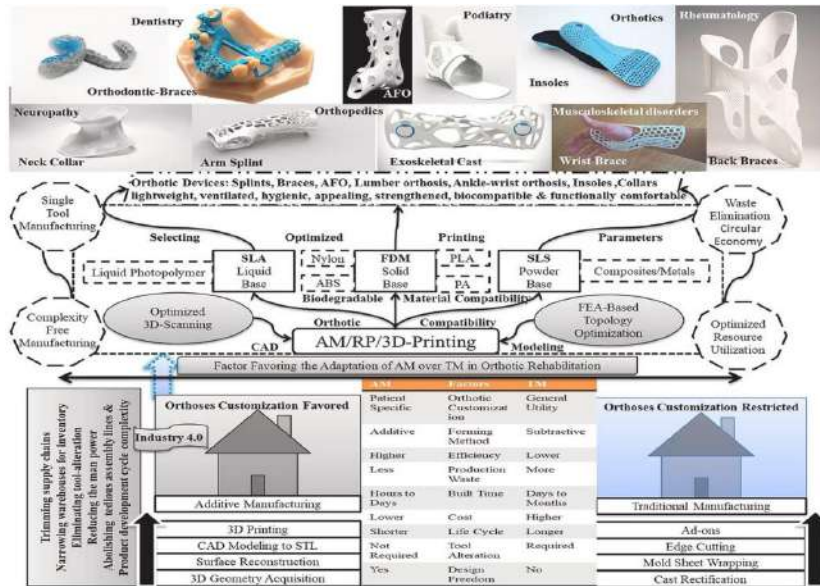 Dentistry
Orthodontic-Braces
AFO
Podiatry
Orthotics
Insoles
Rheumatology
Back Braces
Neuropathy
Neck Collar
Orthopedics
Arm Splint
Exoskeletal Cast
Musculoskeletal disorders
Wrist Brace
Orthotic Devices: Splints, Braces, AFO, Lumber orthosis, Ankle-wrist orthosis, Insoles ,Collars
lightweight, ventilated, hygienic, appealing, strengthened, biocompatible & functionally comfortable
Single
Tool
Manufacturing
Waste
Elimination
Circular
Economy
Selecting
Optimized
Printing
Parameters
Liquid Photopolymer
SLA
Liquid
Base
Nylon
ABS
FDM
Solid
Base
PLA
PA
SLS
Powder
Base
Composites/Metals
Biodegradable
Material Compatibility
Complexity
Free
Manufacturing
Optimized
3D-Scanning
Orthotic
Compatibility
FEA-Based
Topology
Optimization
Optimized
Resource
Utilization
CAD
AM/RP/3D-Printing
Modeling
Factor Favoring the Adaptation of AM over TM in Orthotic Rehabilitation
Trimming supply chains
Narrowing warehouses for Inventory
Eliminating tool-alteration
Reducing the man power
Abolishing tedious assembly lines &
Product development cycle complexity
Orthoses Customization Favored
Industry 4.0
Additive Manufacturing
3D Printing
CAD Modeling to STL
Surface Reconstruction
3D Geometry Acquisition
AM Factors TM
Patient Specific Orthotic Customization General Utility
Additive Forming Method Subtractive
Higher Efficiency Lower
Less Production Waste More
Hours to Days Built Time Days to Months
Lower Cost Higher
Shorter Life Cycle Longer
Not Required Tool Alteration Required
Yes Design Freedom No
Orthoses Customization Restricted
Traditional Manufacturing
Ad-ons
Edge Cutting
Mold Sheet Wrapping
Cast Rectification